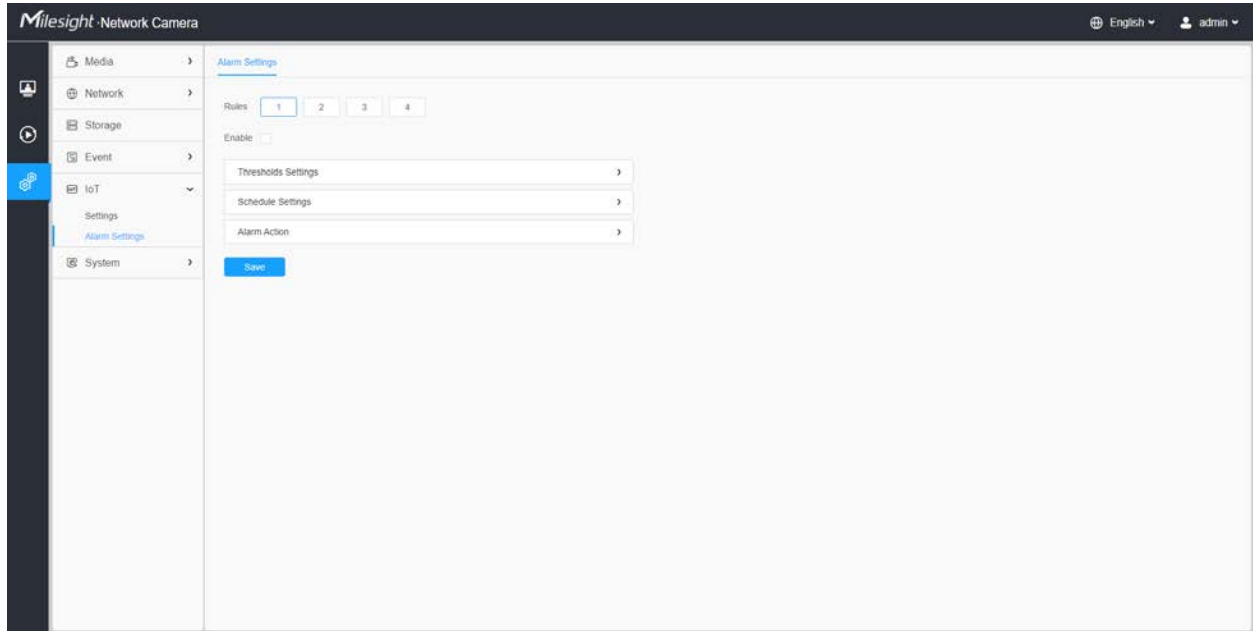 Milesight ·Network Camera
English
admin
Media
Network
Storage
Event
IoT
Settings
Alarm Settings
System
Alarm Settings
Rules 1 2 3 4
Enable
Thresholds Settings
Schedule Settings
Alarm Action
Save